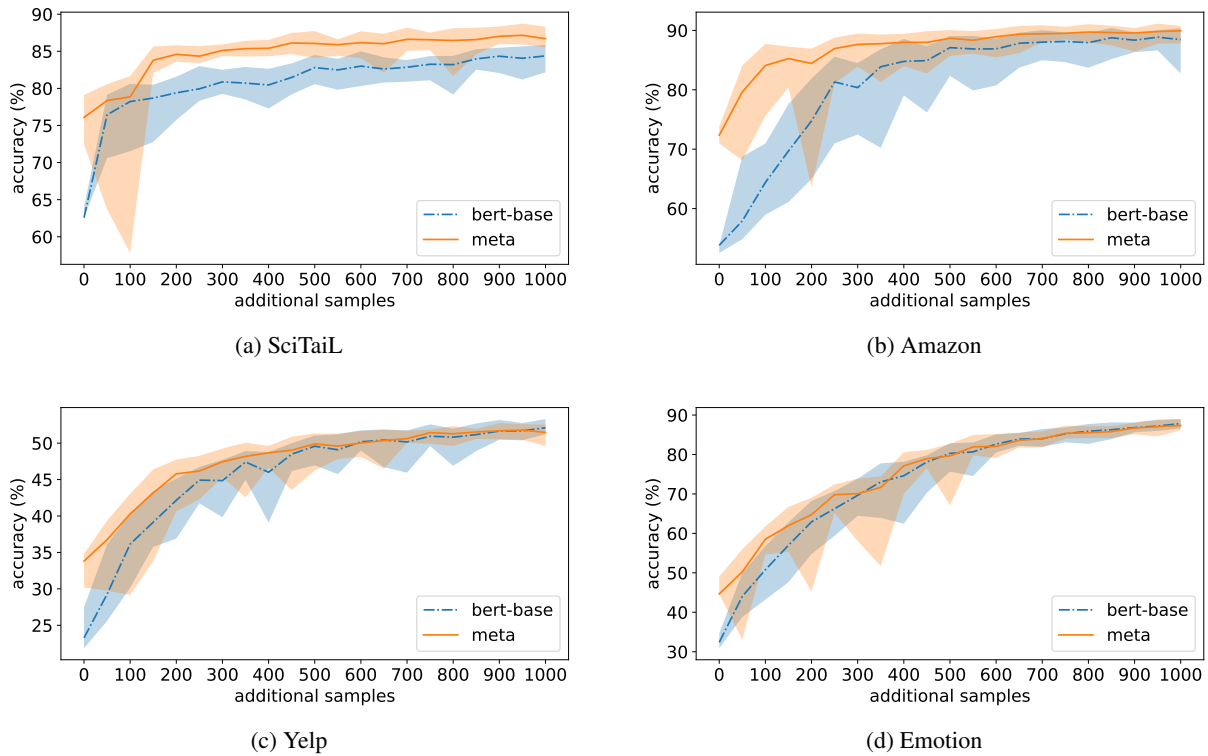 90
85
80
75
70
65
60
accuracy (%)
bert-base
meta
0 100 200 300 400 500 600 700 800 900 1000
additional samples
(a) SciTaiL
90
80
70
60
accuracy (%)
bert-base
meta
0 100 200 300 400 500 600 700 800 900 1000
additional samples
(b) Amazon
50
45
40
35
30
25
accuracy (%)
bert-base
meta
0 100 200 300 400 500 600 700 800 900 1000
additional samples
(c) Yelp
90
80
70
60
50
40
30
accuracy (%)
bert-base
meta
0 100 200 300 400 500 600 700 800 900 1000
additional samples
(d) Emotion